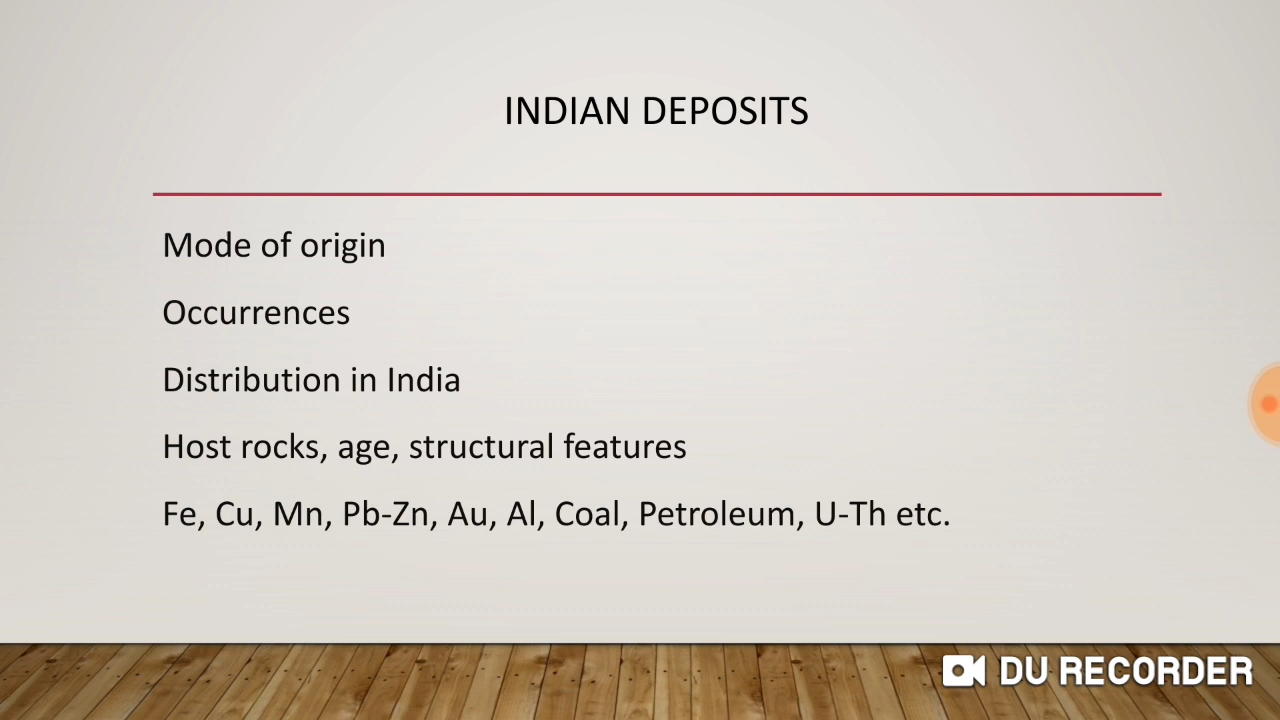 INDIAN DEPOSITS
Mode of origin
Occurrences
Distribution in India
Host rocks, age, structural features
Fe, Cu, Mn, Pb-Zn, Au, Al, Coal, Petroleum, U-Th etc.
DU RECORDER